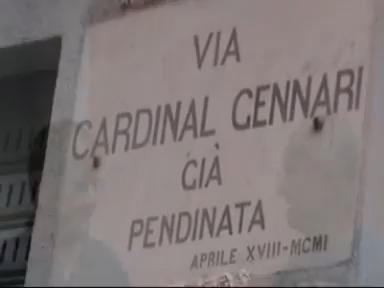 VIA
CARDINAL GENNARI
GIÀ
PENDINATA
APRILE XVIII-MCMI